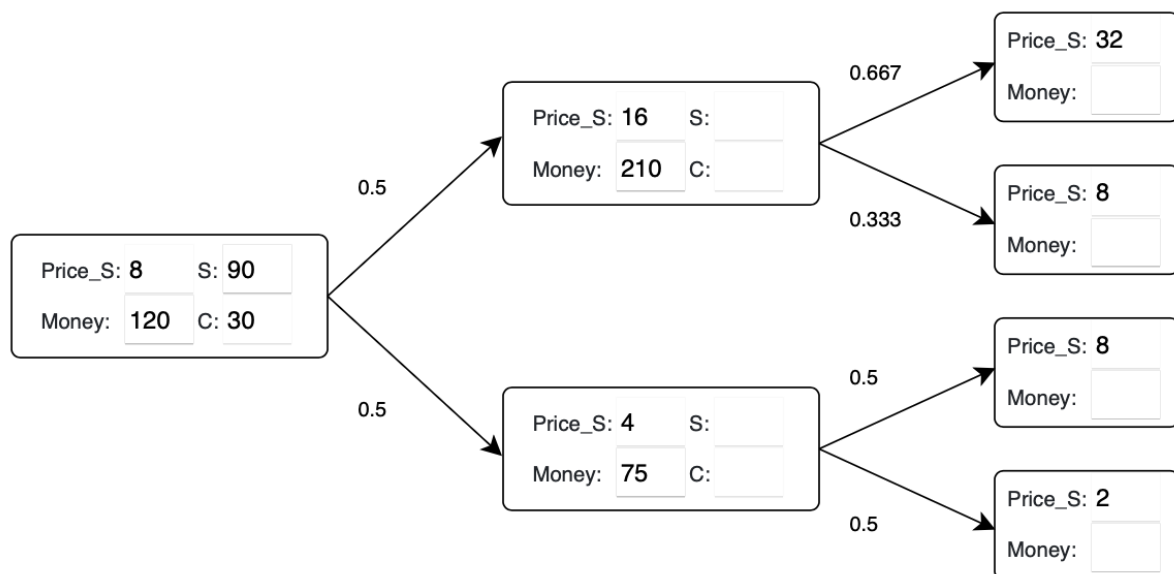 Price_S: 8 S: 90
Money: 120 C: 30
0.5
0.5
Price_S: 16 S:
Money: 210 C:
Price_S: 4 S:
Money: 75 C:
0.667
0.333
0.5
0.5
Price_S: 32
Money:
Price_S: 8
Money:
Price_S: 8
Money:
Price_S: 2
Money: